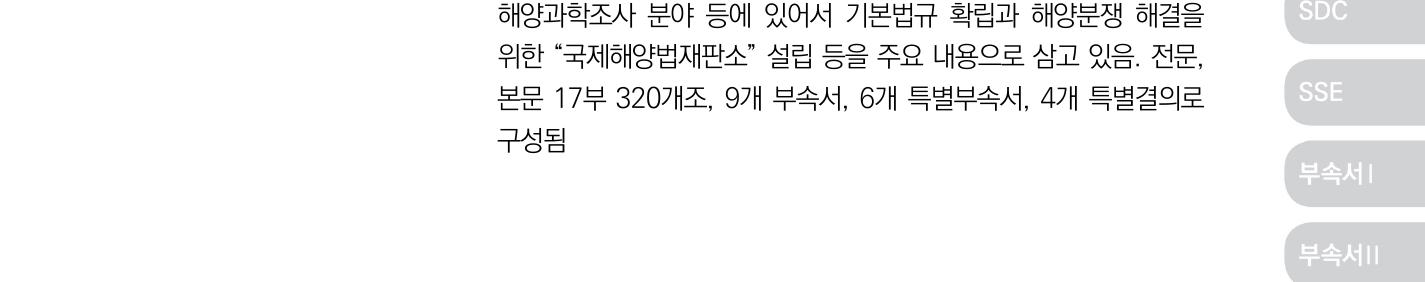 해양과학조사 분야 등에 있어서 기본법규 확립과 해양분쟁 해결을
위한 “국제해양법재판소” 설립 등을 주요 내용으로 삼고 있음. 전문,
본문 17부 320개조, 9개 부속서, 6개 특별부속서, 4개 특별결의로
구성됨
SDC
SSE
부속서Ⅰ
부속서Ⅱ